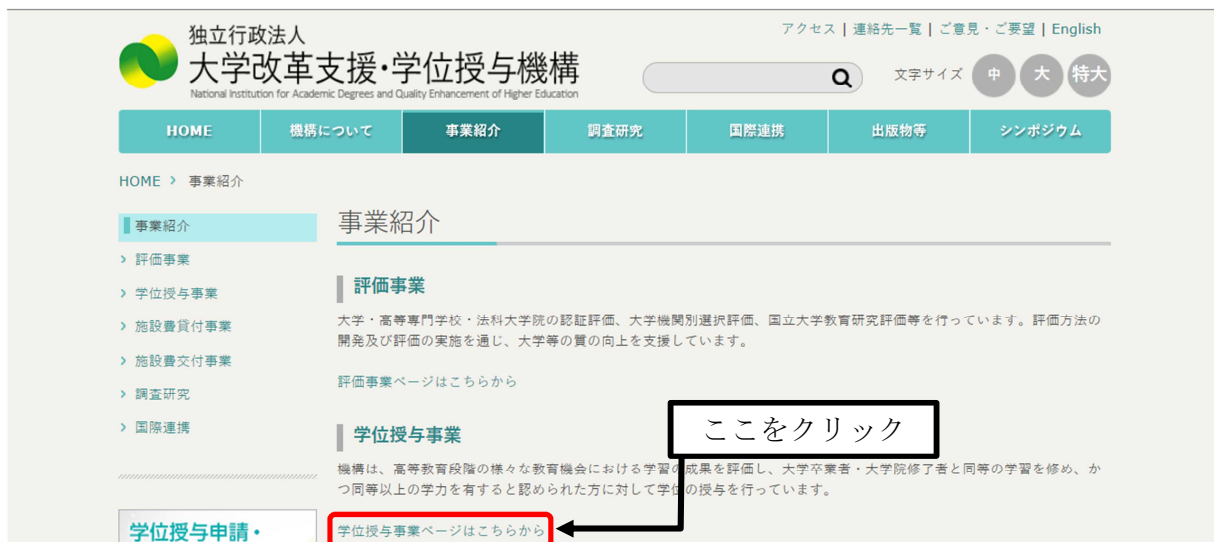 独立行政法人
大学改革支援・学位授与機構
National Institution for Academic Degrees and Quality Enhancement of Higher Education
アクセス | 連絡先一覧 | ご意見・ご要望 | English
文字サイズ 中 大 特大
HOME 機構について 事業紹介 調査研究 国際連携 出版物等 シンポジウム
HOME > 事業紹介
事業紹介
> 評価事業
> 学位授与事業
> 施設費貸付事業
> 施設費交付事業
> 調査研究
> 国際連携
学位授与申請・
事業紹介
評価事業
大学・高等専門学校・法科大学院の認証評価、大学機関別選択評価、国立大学教育研究評価等を行っています。評価方法の
開発及び評価の実施を通じ、大学等の質の向上を支援しています。
評価事業ページはこちらから
学位授与事業
ここをクリック
機構は、高等教育段階の様々な教育機会における学習の成果を評価し、大学卒業者・大学院修了者と同等の学習を修め、か
つ同等以上の学力を有すると認められた方に対して学位の授与を行っています。
学位授与事業ページはこちらから